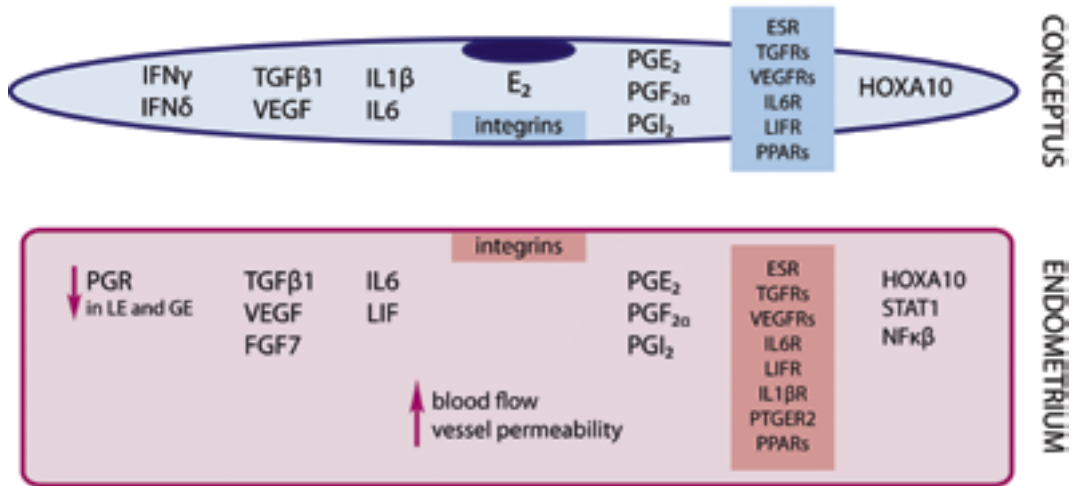 IFNγ
IFNδ
TGFβ1
VEGF
IL1β
IL6
E₂
integrins
PGE₂
PGF₂α
PGI₂
ESR
TGFRs
VEGFRs
IL6R
LIFR
PPARs
HOXA10
CONCEPTUS
integrins
PGR
in LE and GE
TGFβ1
VEGF
FGF7
IL6
LIF
blood flow
vessel permeability
PGE₂
PGF₂α
PGI₂
ESR
TGFRs
VEGFRs
IL6R
LIFR
IL1βR
PTGER2
PPARs
HOXA10
STAT1
NFκβ
ENDOMETRIUM